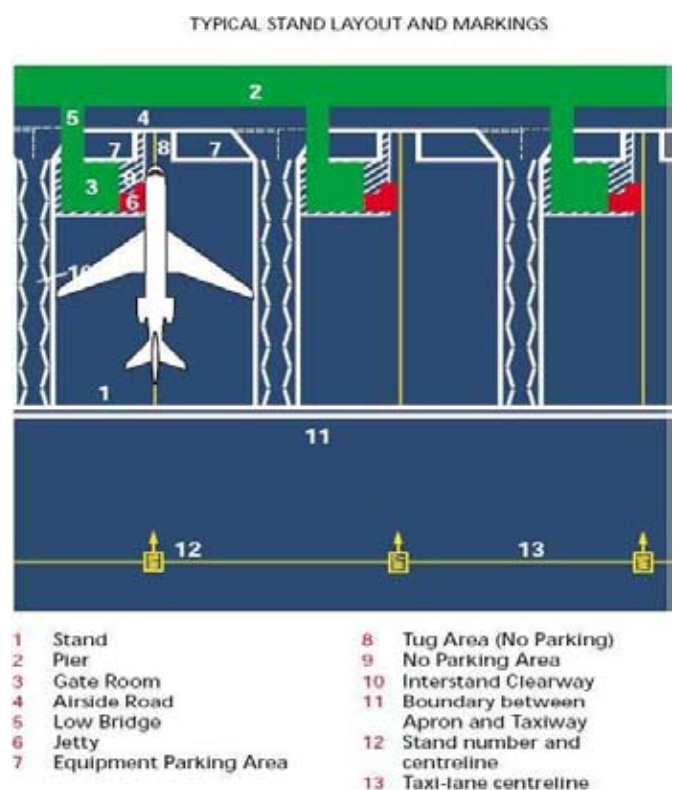 TYPICAL STAND LAYOUT AND MARKINGS
2
5 4
7 8 7
3 9
6
10
1
11
12 13
1 Stand
2 Pier
3 Gate Room
4 Airside Road
5 Low Bridge
6 Jetty
7 Equipment Parking Area
8 Tug Area (No Parking)
9 No Parking Area
10 Interstand Clearway
11 Boundary between
Apron and Taxiway
12 Stand number and
centreline
13 Taxi-lane centreline